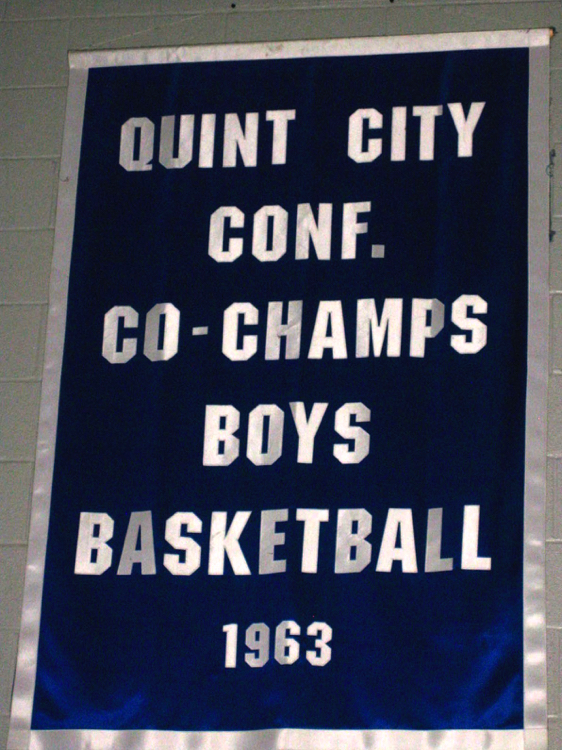 QUINT CITY
CONF.
CO-CHAMPS
BOYS
BASKETBALL
1963